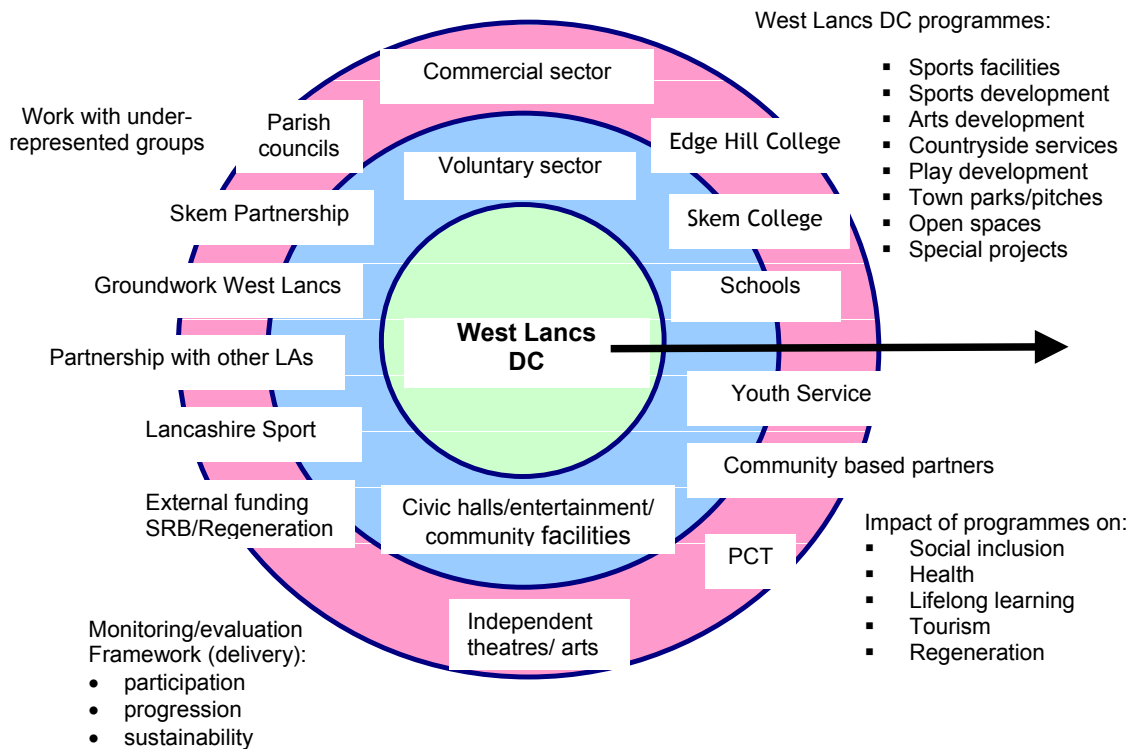 West Lancs DC programmes:
▪ Sports facilities
▪ Sports development
▪ Arts development
▪ Countryside services
▪ Play development
▪ Town parks/pitches
▪ Open spaces
▪ Special projects
Commercial sector
Work with under-
represented groups
Parish
councils
Edge Hill College
Voluntary sector
Skem Partnership
Skem College
Groundwork West Lancs
Schools
West Lancs
DC
Partnership with other LAs
Youth Service
Lancashire Sport
Community based partners
External funding
SRB/Regeneration
Civic halls/entertainment/
community facilities
PCT
Independent
theatres/ arts
Impact of programmes on:
▪ Social inclusion
▪ Health
▪ Lifelong learning
▪ Tourism
▪ Regeneration
Monitoring/evaluation
Framework (delivery):
• participation
• progression
• sustainability